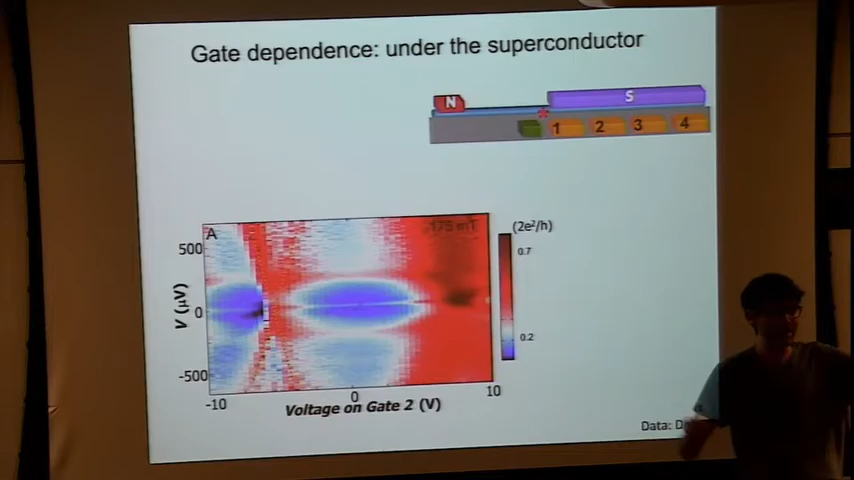 Gate dependence: under the superconductor
N
S
1 2 3 4
A
175 mT
(2e²/h)
0.7
0.2
500
0
-500
V (μV)
-10 0 10
Voltage on Gate 2 (V)
Data: